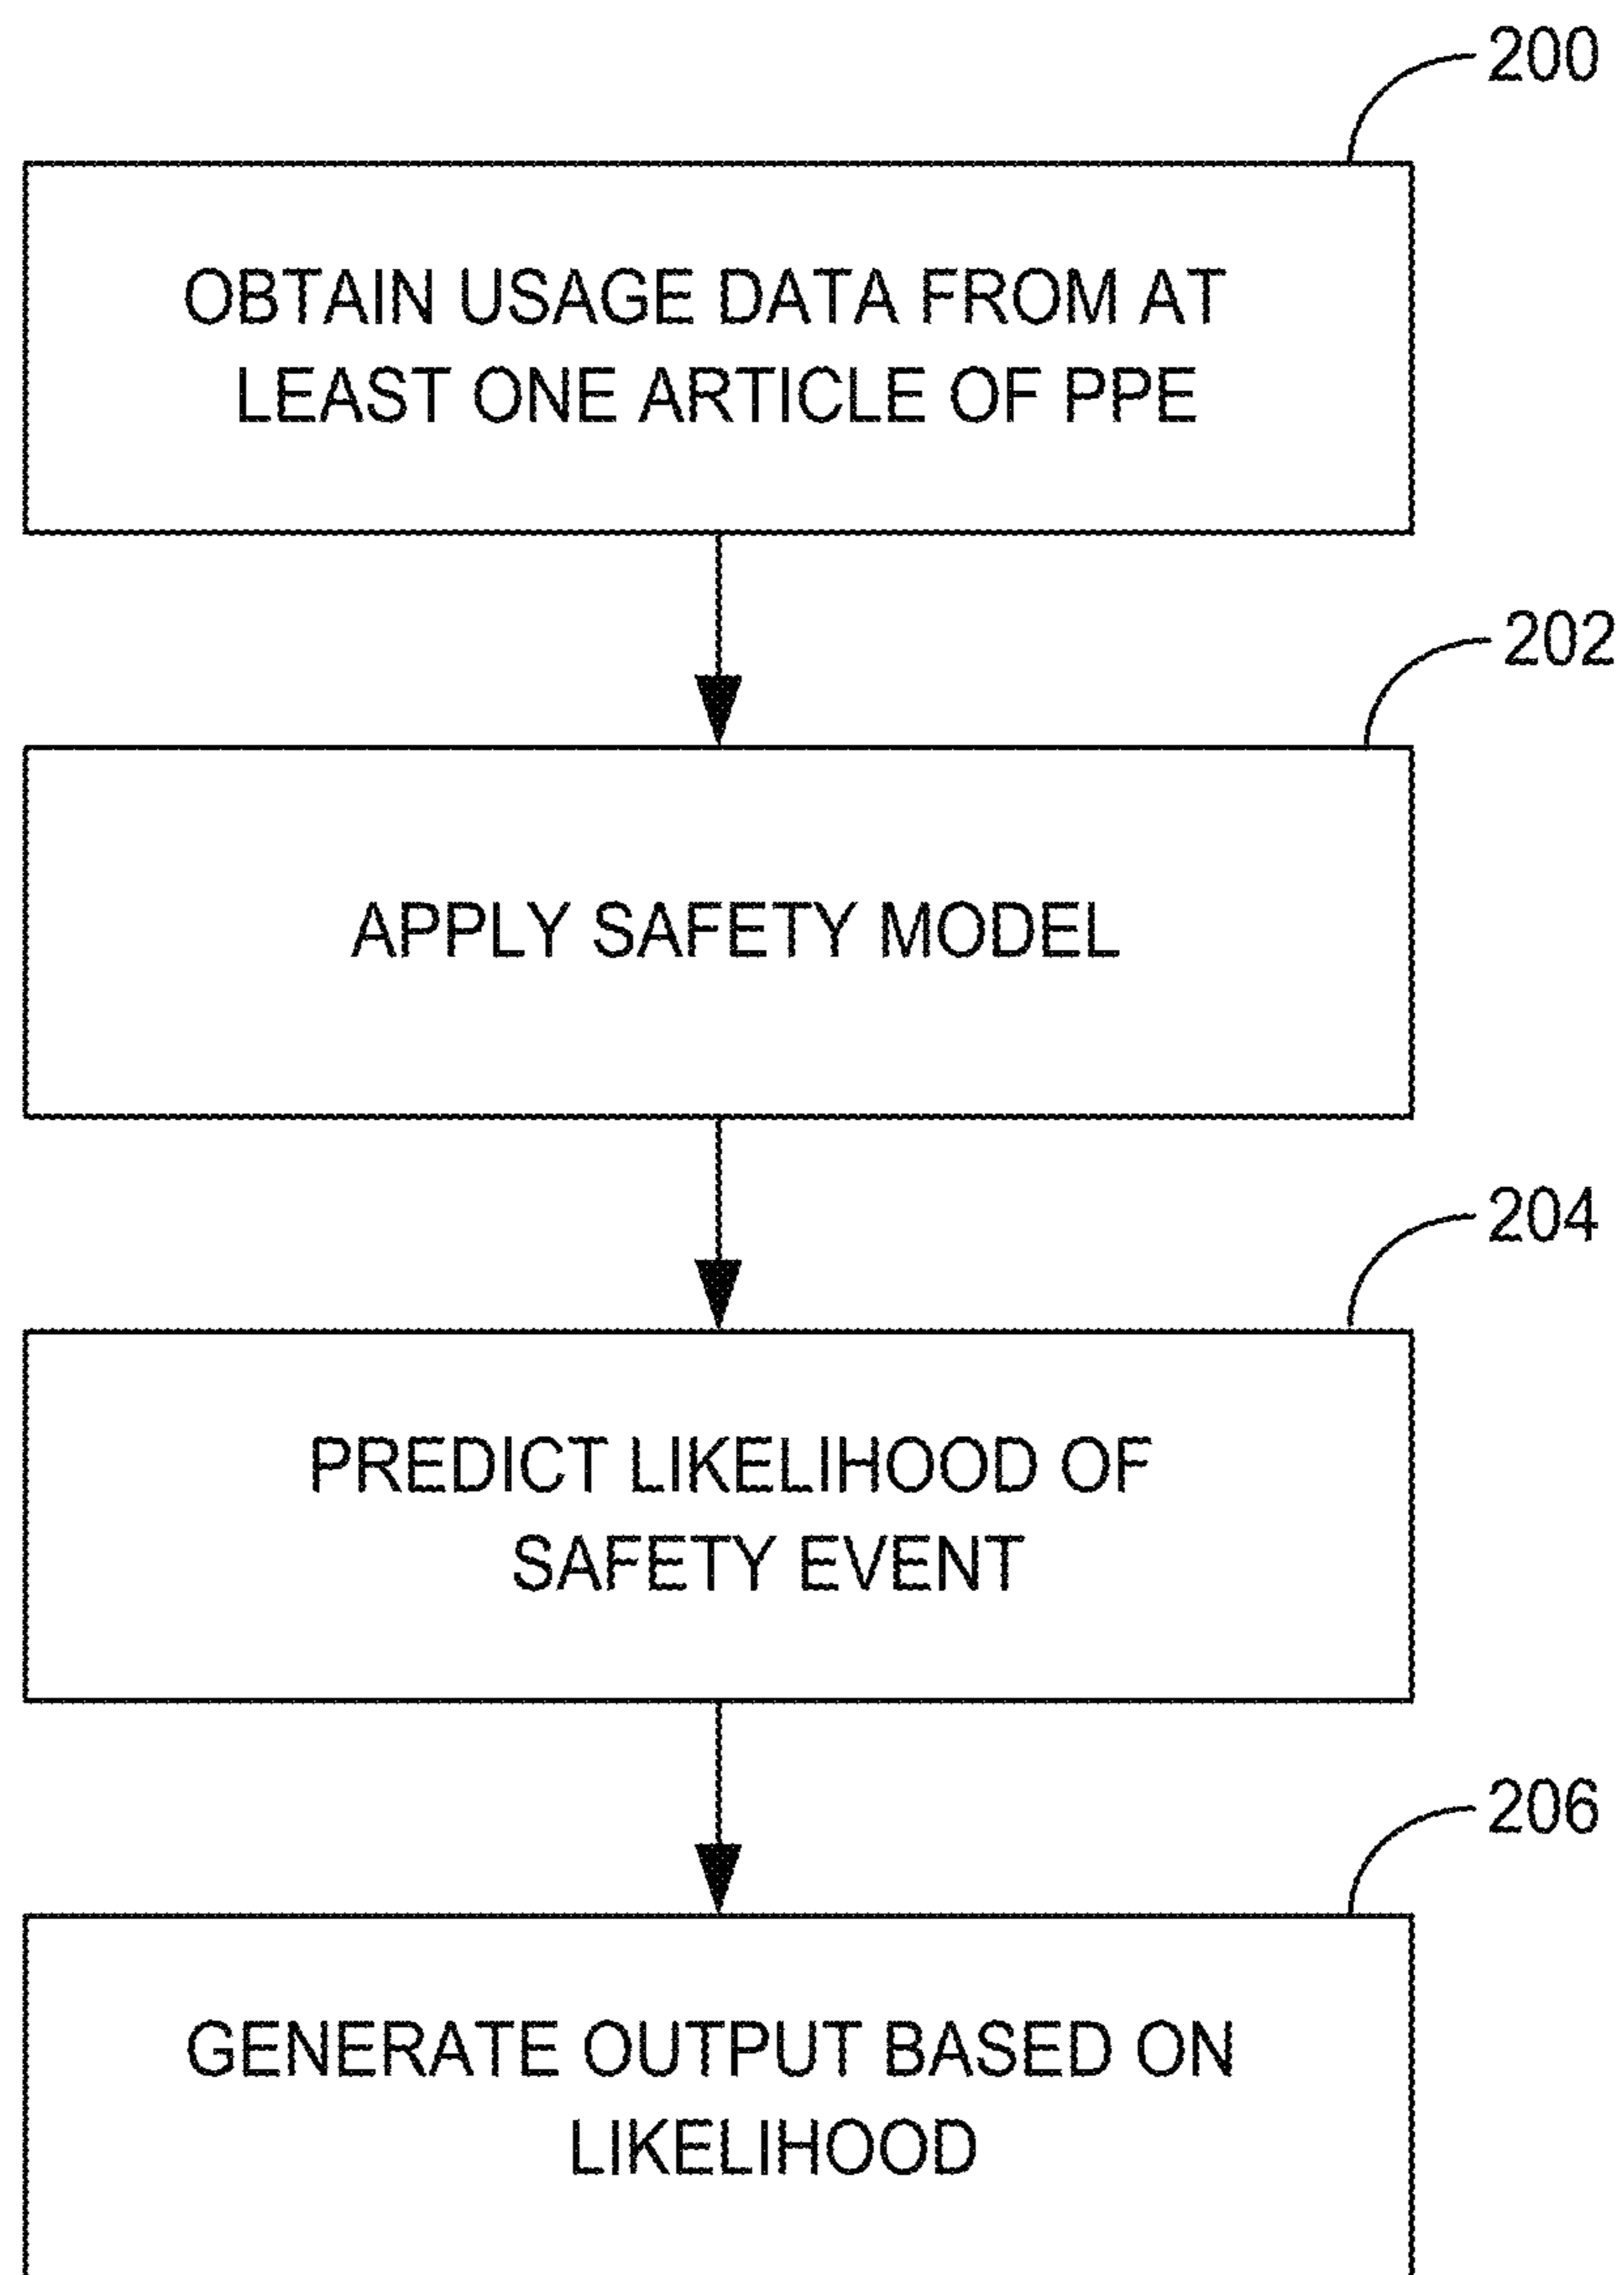 200
OBTAIN USAGE DATA FROM AT
LEAST ONE ARTICLE OF PPE
202
APPLY SAFETY MODEL
204
PREDICT LIKELIHOOD OF
SAFETY EVENT
206
GENERATE OUTPUT BASED ON
LIKELIHOOD